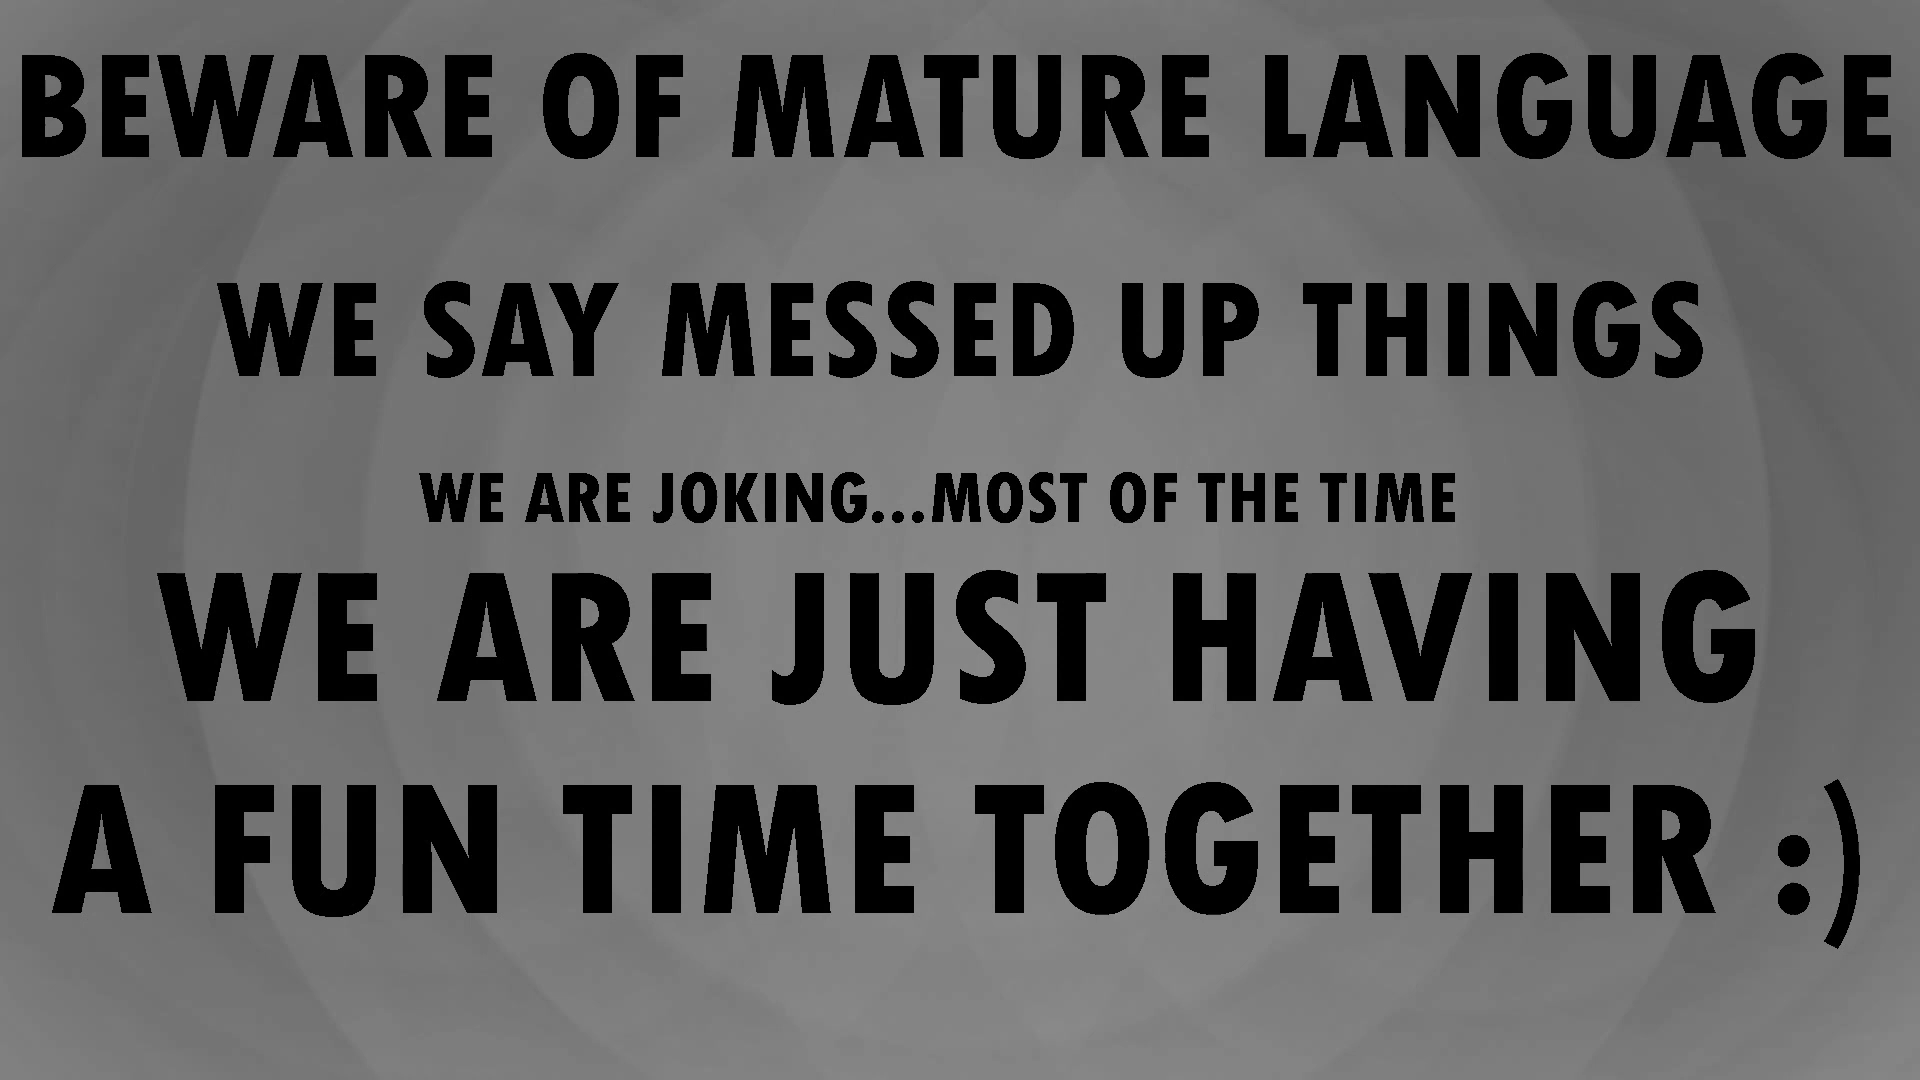 BEWARE OF MATURE LANGUAGE
WE SAY MESSED UP THINGS
WE ARE JOKING...MOST OF THE TIME
WE ARE JUST HAVING
A FUN TIME TOGETHER :)